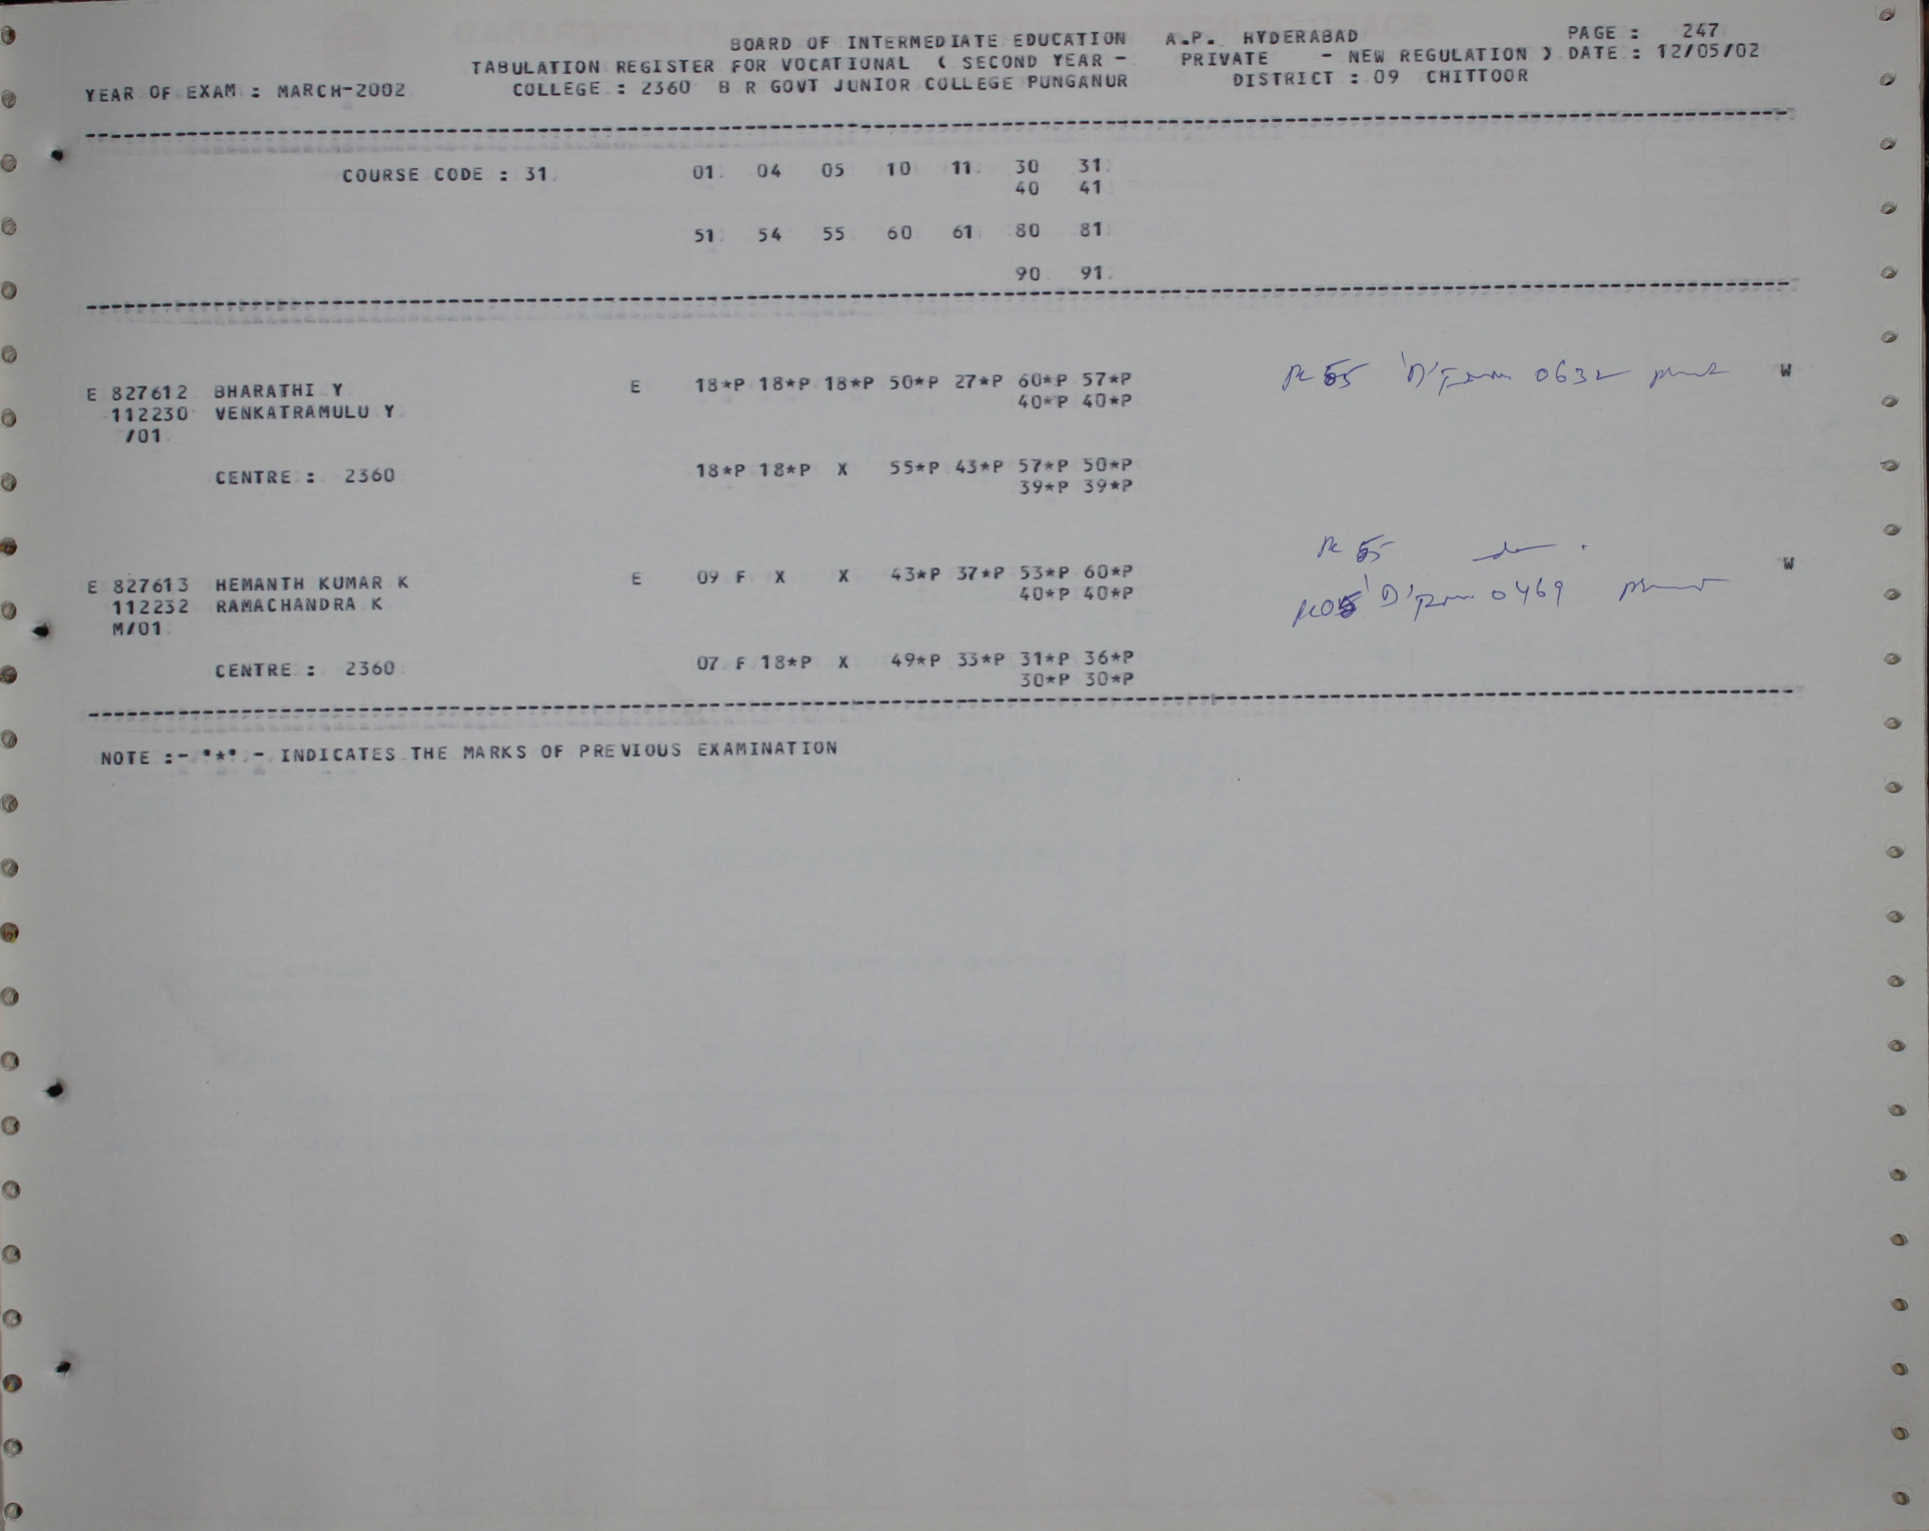 BOARD OF INTERMEDIATE EDUCATION A.P. HYDERABAD PAGE : 247
TABULATION REGISTER FOR VOCATIONAL ( SECOND YEAR - PRIVATE - NEW REGULATION ) DATE : 12/05/02
YEAR OF EXAM : MARCH-2002 COLLEGE : 2360 B R GOVT JUNIOR COLLEGE PUNGANUR DISTRICT : 09 CHITTOOR
COURSE CODE : 31 01 04 05 10 11 30 31
40 41
51 54 55 60 61 80 81
90 91
E 827612 BHARATHI Y E 18*P 18*P 18*P 50*P 27*P 60*P 57*P 55 'D' 0632 W
112230 VENKATRAMULU Y 40*P 40*P
/01
CENTRE : 2360 18*P 18*P X 55*P 43*P 57*P 50*P
39*P 39*P
55
E 827613 HEMANTH KUMAR K E 09 F X X 43*P 37*P 53*P 60*P W
112232 RAMACHANDRA K 40*P 40*P 05 'D' 0469
M/01
CENTRE : 2360 07 F 18*P X 49*P 33*P 31*P 36*P
30*P 30*P
NOTE :- "*" - INDICATES THE MARKS OF PREVIOUS EXAMINATION